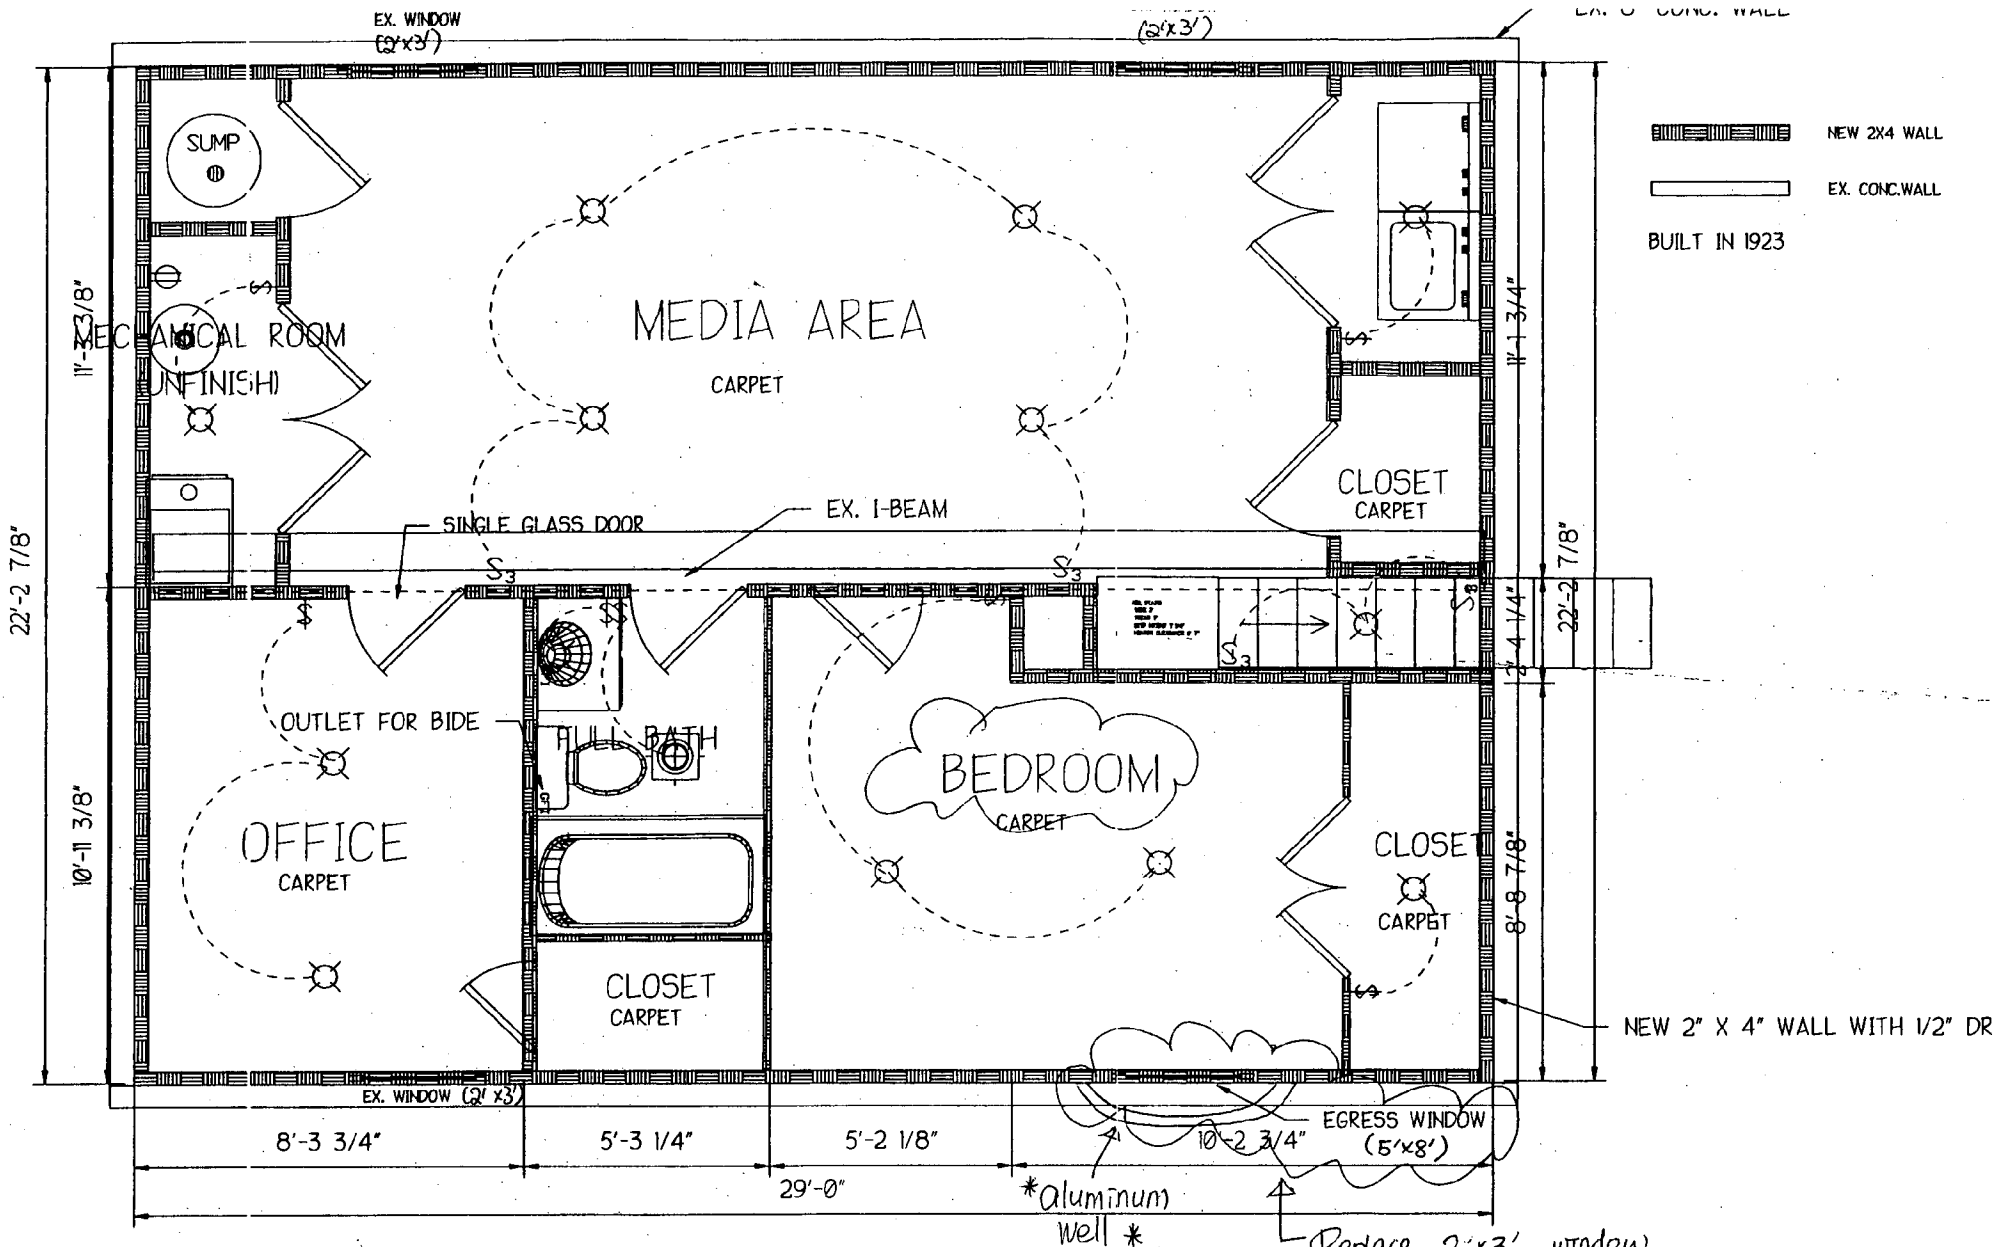 EX. WINDOW
(2'x3')
(2'x3')
EX. 8" CONC. WALL
NEW 2X4 WALL
EX. CONC.WALL
BUILT IN 1923
SUMP
MECHANICAL ROOM
(UNFINISH)
MEDIA AREA
CARPET
11'-3 3/8"
11'-1 3/4"
22'-2 7/8"
CLOSET
CARPET
SINGLE GLASS DOOR
EX. I-BEAM
S3
S3
S3
S3
2'-4 1/4"
22'-2 7/8"
OUTLET FOR BIDE
FULL BATH
GFI
OFFICE
CARPET
10'-11 3/8"
BEDROOM
CARPET
CLOSET
CARPET
8'-8 7/8"
CLOSET
CARPET
NEW 2" X 4" WALL WITH 1/2" DR
EX. WINDOW (2' x3')
EGRESS WINDOW
(5'x8')
8'-3 3/4"
5'-3 1/4"
5'-2 1/8"
10'-2 3/4"
29'-0"
*Aluminum
well *
Replace 2'x3' window